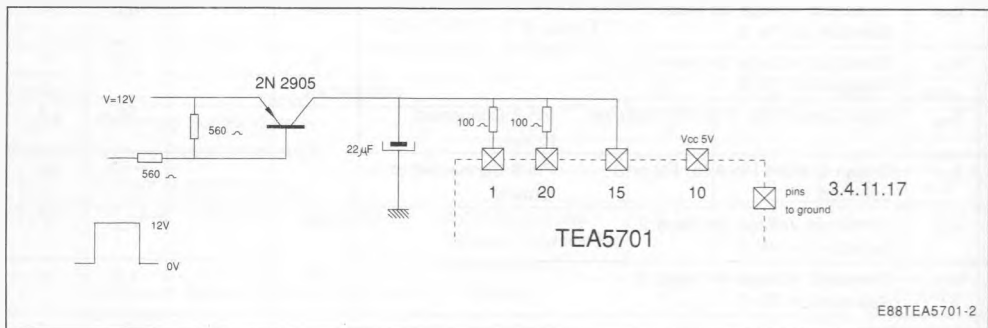 2N 2905
V=12V
560 ⏦
560 ⏦
22µF
100 ⏦
100 ⏦
Vcc 5V
1
20
15
10
pins 3.4.11.17
to ground
TEA5701
12V
0V
E88TEA5701-2